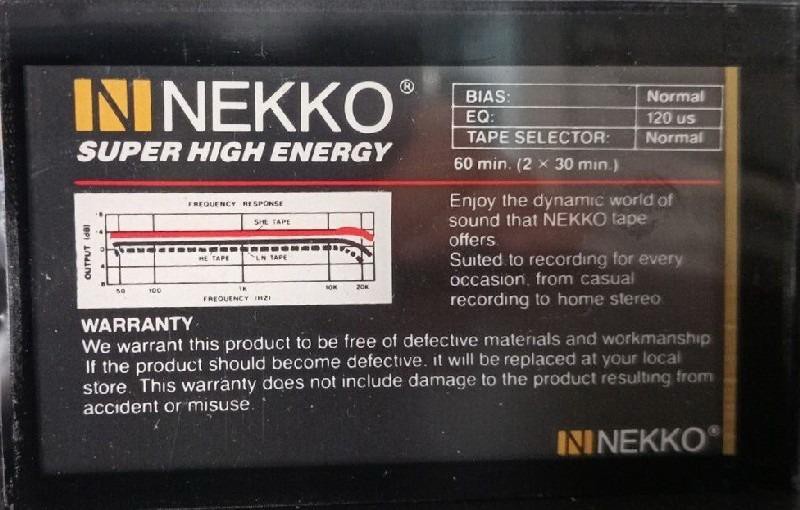 NEKKO®
SUPER HIGH ENERGY
BIAS: Normal
EQ: 120 us
TAPE SELECTOR: Normal
60 min. (2 × 30 min.)
FREQUENCY RESPONSE
SHE TAPE
HE TAPE LN TAPE
OUTPUT (dB)
50 100 1K 10K 20K
FREQUENCY (HZ)
Enjoy the dynamic world of
sound that NEKKO tape
offers.
Suited to recording for every
occasion, from casual
recording to home stereo.
WARRANTY
We warrant this product to be free of defective materials and workmanship.
If the product should become defective, it will be replaced at your local
store. This warranty does not include damage to the product resulting from
accident or misuse.
NEKKO®